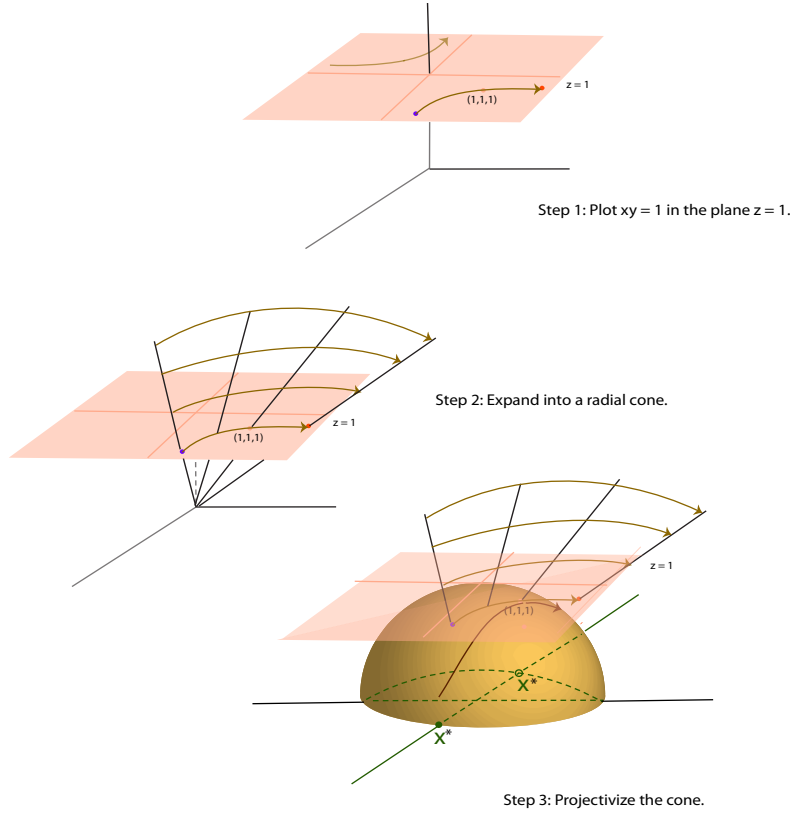 z = 1
(1,1,1)
Step 1: Plot xy = 1 in the plane z = 1.
Step 2: Expand into a radial cone.
z = 1
(1,1,1)
z = 1
(1,1,1)
X*
X*
Step 3: Projectivize the cone.